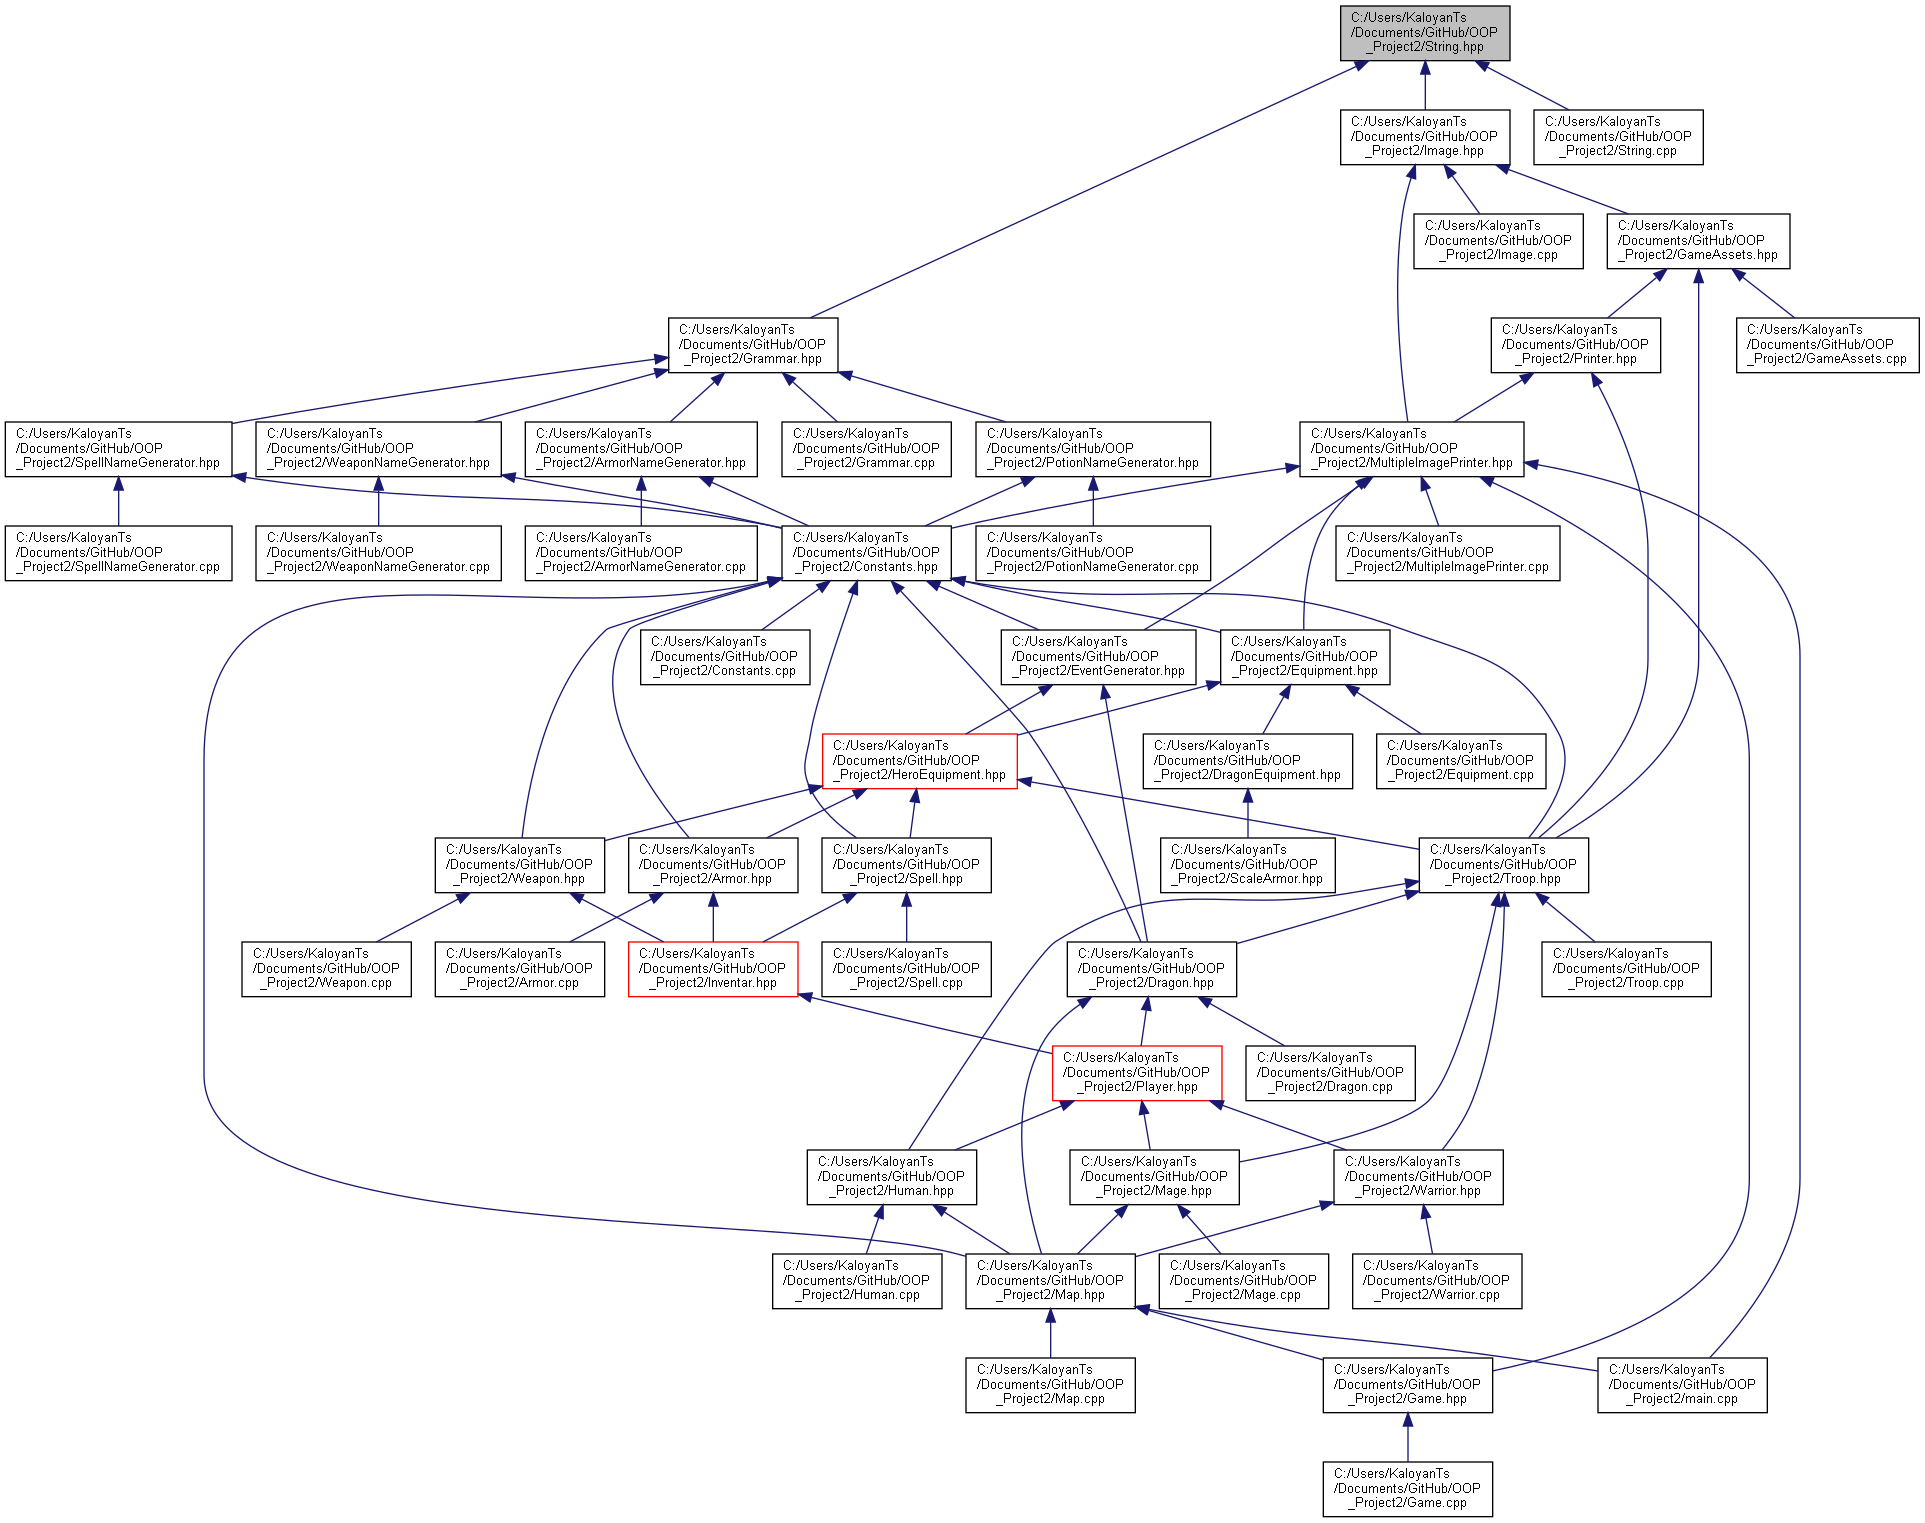 C:/Users/KaloyanTs
/Documents/GitHub/OOP
_Project2/String.hpp
C:/Users/KaloyanTs
/Documents/GitHub/OOP
_Project2/Image.hpp
C:/Users/KaloyanTs
/Documents/GitHub/OOP
_Project2/String.cpp
C:/Users/KaloyanTs
/Documents/GitHub/OOP
_Project2/Image.cpp
C:/Users/KaloyanTs
/Documents/GitHub/OOP
_Project2/GameAssets.hpp
C:/Users/KaloyanTs
/Documents/GitHub/OOP
_Project2/Grammar.hpp
C:/Users/KaloyanTs
/Documents/GitHub/OOP
_Project2/Printer.hpp
C:/Users/KaloyanTs
/Documents/GitHub/OOP
_Project2/GameAssets.cpp
C:/Users/KaloyanTs
/Documents/GitHub/OOP
_Project2/SpellNameGenerator.hpp
C:/Users/KaloyanTs
/Documents/GitHub/OOP
_Project2/WeaponNameGenerator.hpp
C:/Users/KaloyanTs
/Documents/GitHub/OOP
_Project2/ArmorNameGenerator.hpp
C:/Users/KaloyanTs
/Documents/GitHub/OOP
_Project2/Grammar.cpp
C:/Users/KaloyanTs
/Documents/GitHub/OOP
_Project2/PotionNameGenerator.hpp
C:/Users/KaloyanTs
/Documents/GitHub/OOP
_Project2/MultipleImagePrinter.hpp
C:/Users/KaloyanTs
/Documents/GitHub/OOP
_Project2/SpellNameGenerator.cpp
C:/Users/KaloyanTs
/Documents/GitHub/OOP
_Project2/WeaponNameGenerator.cpp
C:/Users/KaloyanTs
/Documents/GitHub/OOP
_Project2/ArmorNameGenerator.cpp
C:/Users/KaloyanTs
/Documents/GitHub/OOP
_Project2/Constants.hpp
C:/Users/KaloyanTs
/Documents/GitHub/OOP
_Project2/PotionNameGenerator.cpp
C:/Users/KaloyanTs
/Documents/GitHub/OOP
_Project2/MultipleImagePrinter.cpp
C:/Users/KaloyanTs
/Documents/GitHub/OOP
_Project2/Constants.cpp
C:/Users/KaloyanTs
/Documents/GitHub/OOP
_Project2/EventGenerator.hpp
C:/Users/KaloyanTs
/Documents/GitHub/OOP
_Project2/Equipment.hpp
C:/Users/KaloyanTs
/Documents/GitHub/OOP
_Project2/HeroEquipment.hpp
C:/Users/KaloyanTs
/Documents/GitHub/OOP
_Project2/DragonEquipment.hpp
C:/Users/KaloyanTs
/Documents/GitHub/OOP
_Project2/Equipment.cpp
C:/Users/KaloyanTs
/Documents/GitHub/OOP
_Project2/Weapon.hpp
C:/Users/KaloyanTs
/Documents/GitHub/OOP
_Project2/Armor.hpp
C:/Users/KaloyanTs
/Documents/GitHub/OOP
_Project2/Spell.hpp
C:/Users/KaloyanTs
/Documents/GitHub/OOP
_Project2/ScaleArmor.hpp
C:/Users/KaloyanTs
/Documents/GitHub/OOP
_Project2/Troop.hpp
C:/Users/KaloyanTs
/Documents/GitHub/OOP
_Project2/Weapon.cpp
C:/Users/KaloyanTs
/Documents/GitHub/OOP
_Project2/Armor.cpp
C:/Users/KaloyanTs
/Documents/GitHub/OOP
_Project2/Inventar.hpp
C:/Users/KaloyanTs
/Documents/GitHub/OOP
_Project2/Spell.cpp
C:/Users/KaloyanTs
/Documents/GitHub/OOP
_Project2/Dragon.hpp
C:/Users/KaloyanTs
/Documents/GitHub/OOP
_Project2/Troop.cpp
C:/Users/KaloyanTs
/Documents/GitHub/OOP
_Project2/Player.hpp
C:/Users/KaloyanTs
/Documents/GitHub/OOP
_Project2/Dragon.cpp
C:/Users/KaloyanTs
/Documents/GitHub/OOP
_Project2/Human.hpp
C:/Users/KaloyanTs
/Documents/GitHub/OOP
_Project2/Mage.hpp
C:/Users/KaloyanTs
/Documents/GitHub/OOP
_Project2/Warrior.hpp
C:/Users/KaloyanTs
/Documents/GitHub/OOP
_Project2/Human.cpp
C:/Users/KaloyanTs
/Documents/GitHub/OOP
_Project2/Map.hpp
C:/Users/KaloyanTs
/Documents/GitHub/OOP
_Project2/Mage.cpp
C:/Users/KaloyanTs
/Documents/GitHub/OOP
_Project2/Warrior.cpp
C:/Users/KaloyanTs
/Documents/GitHub/OOP
_Project2/Map.cpp
C:/Users/KaloyanTs
/Documents/GitHub/OOP
_Project2/Game.hpp
C:/Users/KaloyanTs
/Documents/GitHub/OOP
_Project2/main.cpp
C:/Users/KaloyanTs
/Documents/GitHub/OOP
_Project2/Game.cpp